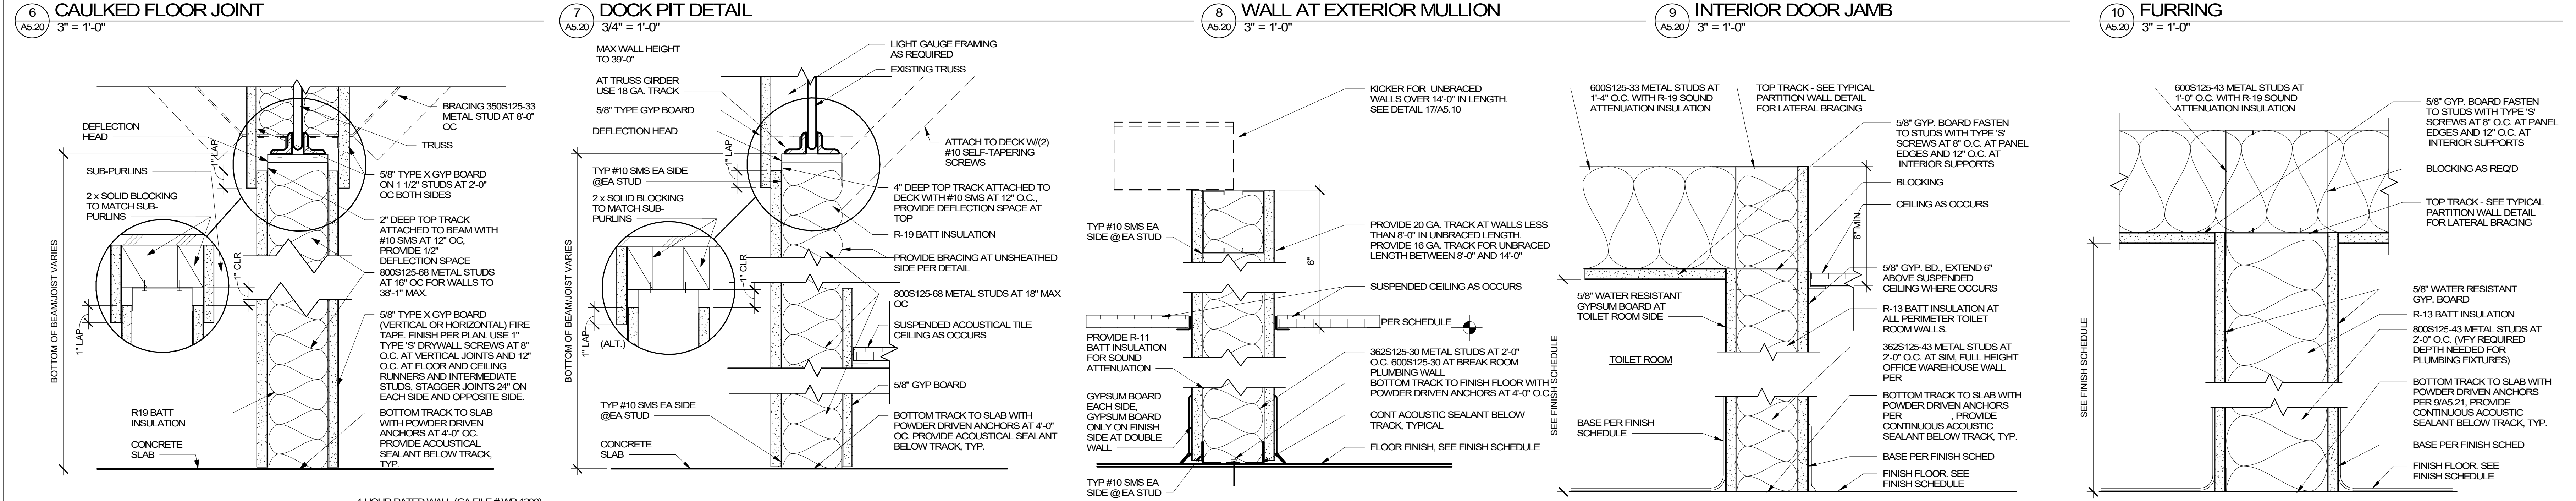 6
A5.20
CAULKED FLOOR JOINT
3" = 1'-0"
7
A5.20
DOCK PIT DETAIL
3/4" = 1'-0"
8
A5.20
WALL AT EXTERIOR MULLION
3" = 1'-0"
9
A5.20
INTERIOR DOOR JAMB
3" = 1'-0"
10
A5.20
FURRING
3" = 1'-0"
DEFLECTION
HEAD
1" LAP
SUB-PURLINS
2 x SOLID BLOCKING
TO MATCH SUB-
PURLINS
BOTTOM OF BEAM/JOIST VARIES
1" CLR
1" LAP
R19 BATT
INSULATION
CONCRETE
SLAB
BRACING 350S125-33
METAL STUD AT 8'-0"
OC
TRUSS
5/8" TYPE X GYP BOARD
ON 1 1/2" STUDS AT 2'-0"
OC BOTH SIDES
2" DEEP TOP TRACK
ATTACHED TO BEAM WITH
#10 SMS AT 12" OC,
PROVIDE 1/2"
DEFLECTION SPACE
800S125-68 METAL STUDS
AT 16" OC FOR WALLS TO
38'-1" MAX.
5/8" TYPE X GYP BOARD
(VERTICAL OR HORIZONTAL) FIRE
TAPE. FINISH PER PLAN. USE 1"
TYPE 'S' DRYWALL SCREWS AT 8"
O.C. AT VERTICAL JOINTS AND 12"
O.C. AT FLOOR AND CEILING
RUNNERS AND INTERMEDIATE
STUDS, STAGGER JOINTS 24" ON
EACH SIDE AND OPPOSITE SIDE.
BOTTOM TRACK TO SLAB
WITH POWDER DRIVEN
ANCHORS AT 4'-0" OC.
PROVIDE ACOUSTICAL
SEALANT BELOW TRACK,
TYP.
1 HOUR RATED WALL (GA FILE # WP 1200)
MAX WALL HEIGHT
TO 39'-0"
AT TRUSS GIRDER
USE 18 GA. TRACK
5/8" TYPE GYP BOARD
DEFLECTION HEAD
1" LAP
TYP #10 SMS EA SIDE
@EA STUD
2 x SOLID BLOCKING
TO MATCH SUB-
PURLINS
BOTTOM OF BEAM/JOIST VARIES
1" CLR
1" LAP
(ALT.)
TYP #10 SMS EA SIDE
@EA STUD
CONCRETE
SLAB
LIGHT GAUGE FRAMING
AS REQUIRED
EXISTING TRUSS
ATTACH TO DECK W/(2)
#10 SELF-TAPERING
SCREWS
4" DEEP TOP TRACK ATTACHED TO
DECK WITH #10 SMS AT 12" O.C.,
PROVIDE DEFLECTION SPACE AT
TOP
R-19 BATT INSULATION
PROVIDE BRACING AT UNSHEATHED
SIDE PER DETAIL
800S125-68 METAL STUDS AT 18" MAX
OC
SUSPENDED ACOUSTICAL TILE
CEILING AS OCCURS
5/8" GYP BOARD
BOTTOM TRACK TO SLAB WITH
POWDER DRIVEN ANCHORS AT 4'-0"
OC. PROVIDE ACOUSTICAL SEALANT
BELOW TRACK, TYP.
TYP #10 SMS EA
SIDE @ EA STUD
PROVIDE R-11
BATT INSULATION
FOR SOUND
ATTENUATION
GYPSUM BOARD
EACH SIDE,
GYPSUM BOARD
ONLY ON FINISH
SIDE AT DOUBLE
WALL
TYP #10 SMS EA
SIDE @ EA STUD
6"
KICKER FOR UNBRACED
WALLS OVER 14'-0" IN LENGTH.
SEE DETAIL 17/A5.10
PROVIDE 20 GA. TRACK AT WALLS LESS
THAN 8'-0" IN UNBRACED LENGTH.
PROVIDE 16 GA. TRACK FOR UNBRACED
LENGTH BETWEEN 8'-0" AND 14'-0"
SUSPENDED CEILING AS OCCURS
PER SCHEDULE
362S125-30 METAL STUDS AT 2'-0"
O.C. 600S125-30 AT BREAK ROOM
PLUMBING WALL
BOTTOM TRACK TO FINISH FLOOR WITH
POWDER DRIVEN ANCHORS AT 4'-0" O.C.
CONT ACOUSTIC SEALANT BELOW
TRACK, TYPICAL
FLOOR FINISH, SEE FINISH SCHEDULE
600S125-33 METAL STUDS AT
1'-4" O.C. WITH R-19 SOUND
ATTENUATION INSULATION
TOP TRACK - SEE TYPICAL
PARTITION WALL DETAIL
FOR LATERAL BRACING
SEE FINISH SCHEDULE
5/8" WATER RESISTANT
GYPSUM BOARD AT
TOILET ROOM SIDE
TOILET ROOM
BASE PER FINISH
SCHEDULE
5/8" GYP. BOARD FASTEN
TO STUDS WITH TYPE 'S'
SCREWS AT 8" O.C. AT PANEL
EDGES AND 12" O.C. AT
INTERIOR SUPPORTS
BLOCKING
CEILING AS OCCURS
6" MIN.
5/8" GYP. BD., EXTEND 6"
ABOVE SUSPENDED
CEILING WHERE OCCURS
R-13 BATT INSULATION AT
ALL PERIMETER TOILET
ROOM WALLS.
362S125-43 METAL STUDS AT
2'-0" O.C. AT SIM, FULL HEIGHT
OFFICE WAREHOUSE WALL
PER
BOTTOM TRACK TO SLAB WITH
POWDER DRIVEN ANCHORS
PER , PROVIDE
CONTINUOUS ACOUSTIC
SEALANT BELOW TRACK, TYP.
BASE PER FINISH SCHED
FINISH FLOOR. SEE
FINISH SCHEDULE
600S125-43 METAL STUDS AT
1'-0" O.C. WITH R-19 SOUND
ATTENUATION INSULATION
SEE FINISH SCHEDULE
5/8" GYP. BOARD FASTEN
TO STUDS WITH TYPE 'S'
SCREWS AT 8" O.C. AT PANEL
EDGES AND 12" O.C. AT
INTERIOR SUPPORTS
BLOCKING AS REQ'D
TOP TRACK - SEE TYPICAL
PARTITION WALL DETAIL
FOR LATERAL BRACING
5/8" WATER RESISTANT
GYP. BOARD
R-13 BATT INSULATION
800S125-43 METAL STUDS AT
2'-0" O.C. (VFY REQUIRED
DEPTH NEEDED FOR
PLUMBING FIXTURES)
BOTTOM TRACK TO SLAB WITH
POWDER DRIVEN ANCHORS
PER 9/A5.21, PROVIDE
CONTINUOUS ACOUSTIC
SEALANT BELOW TRACK, TYP.
BASE PER FINISH SCHED
FINISH FLOOR. SEE
FINISH SCHEDULE